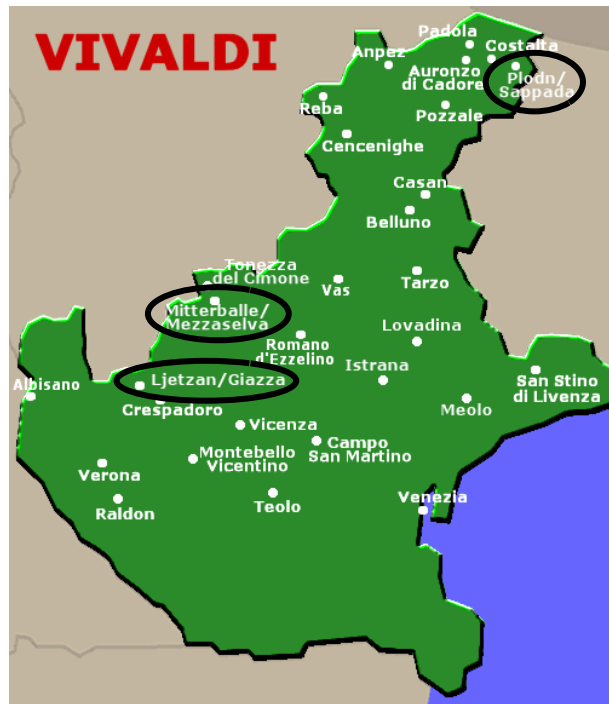 VIVALDI
Padola
Costalta
Anpez
Auronzo
di Cadore
Plodn/
Sappada
Reba
Pozzale
Cencenighe
Casan
Belluno
Tonezza
del Cimone
Vas
Tarzo
Mitterballe/
Mezzaselva
Lovadina
Romano
d'Ezzelino
Istrana
Ljetzan/Giazza
Albisano
San Stino
di Livenza
Crespadoro
Meolo
Vicenza
Campo
San Martino
Montebello
Vicentino
Verona
Raldon
Teolo
Venezia